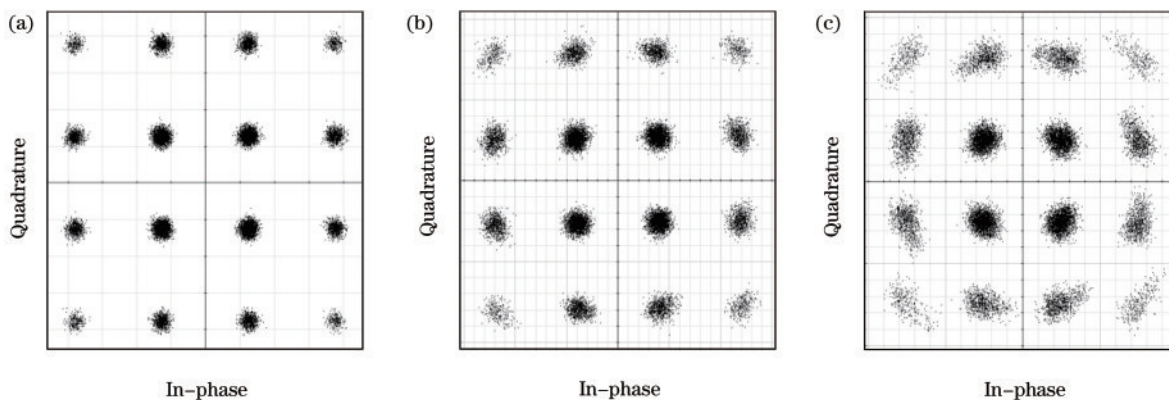 (a)
(b)
(c)
Quadrature
Quadrature
Quadrature
In-phase
In-phase
In-phase